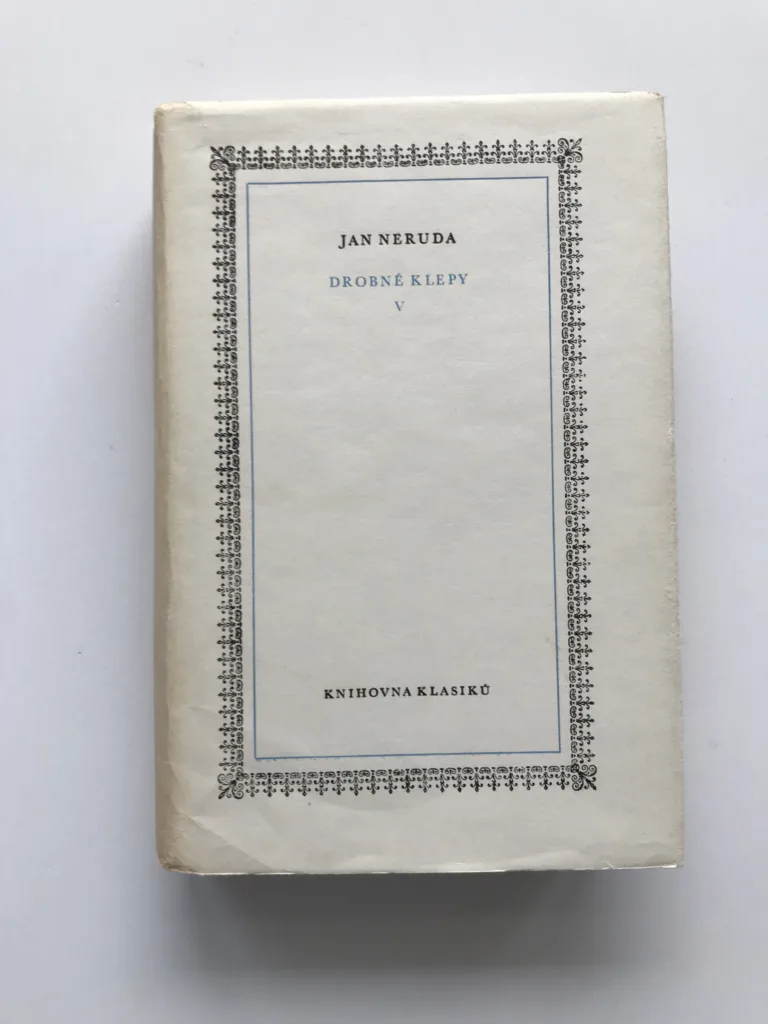 JAN NERUDA
DROBNÉ KLEPY
V
KNIHOVNA KLASIKŮ